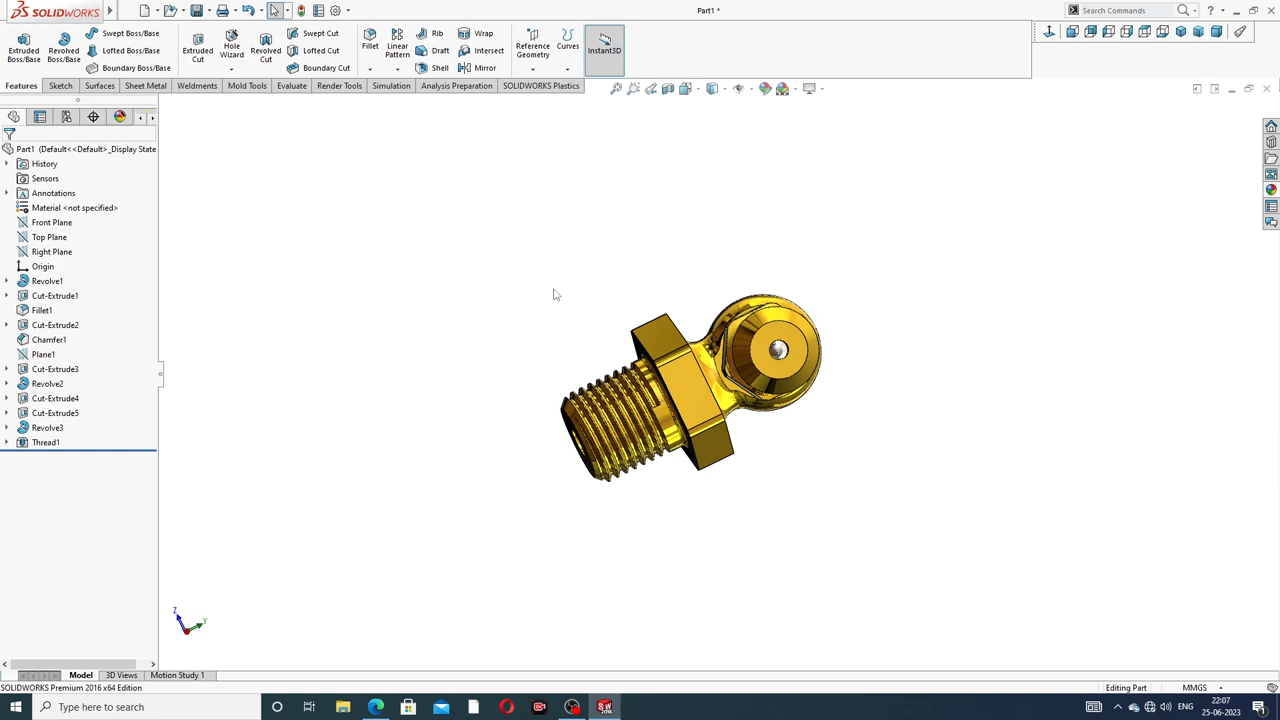 SOLIDWORKS
Part1 *
Search Commands
Extruded Boss/Base
Revolved Boss/Base
Swept Boss/Base
Lofted Boss/Base
Boundary Boss/Base
Extruded Cut
Hole Wizard
Revolved Cut
Swept Cut
Lofted Cut
Boundary Cut
Fillet
Linear Pattern
Rib
Draft
Shell
Wrap
Intersect
Mirror
Reference Geometry
Curves
Instant3D
Features
Sketch
Surfaces
Sheet Metal
Weldments
Mold Tools
Evaluate
Render Tools
Simulation
Analysis Preparation
SOLIDWORKS Plastics
Part1 (Default<<Default>_Display State
History
Sensors
Annotations
Material <not specified>
Front Plane
Top Plane
Right Plane
Origin
Revolve1
Cut-Extrude1
Fillet1
Cut-Extrude2
Chamfer1
Plane1
Cut-Extrude3
Revolve2
Cut-Extrude4
Cut-Extrude5
Revolve3
Thread1
Z
Y
Model
3D Views
Motion Study 1
SOLIDWORKS Premium 2016 x64 Edition
Editing Part
MMGS
Type here to search
ENG
22:07
25-06-2023